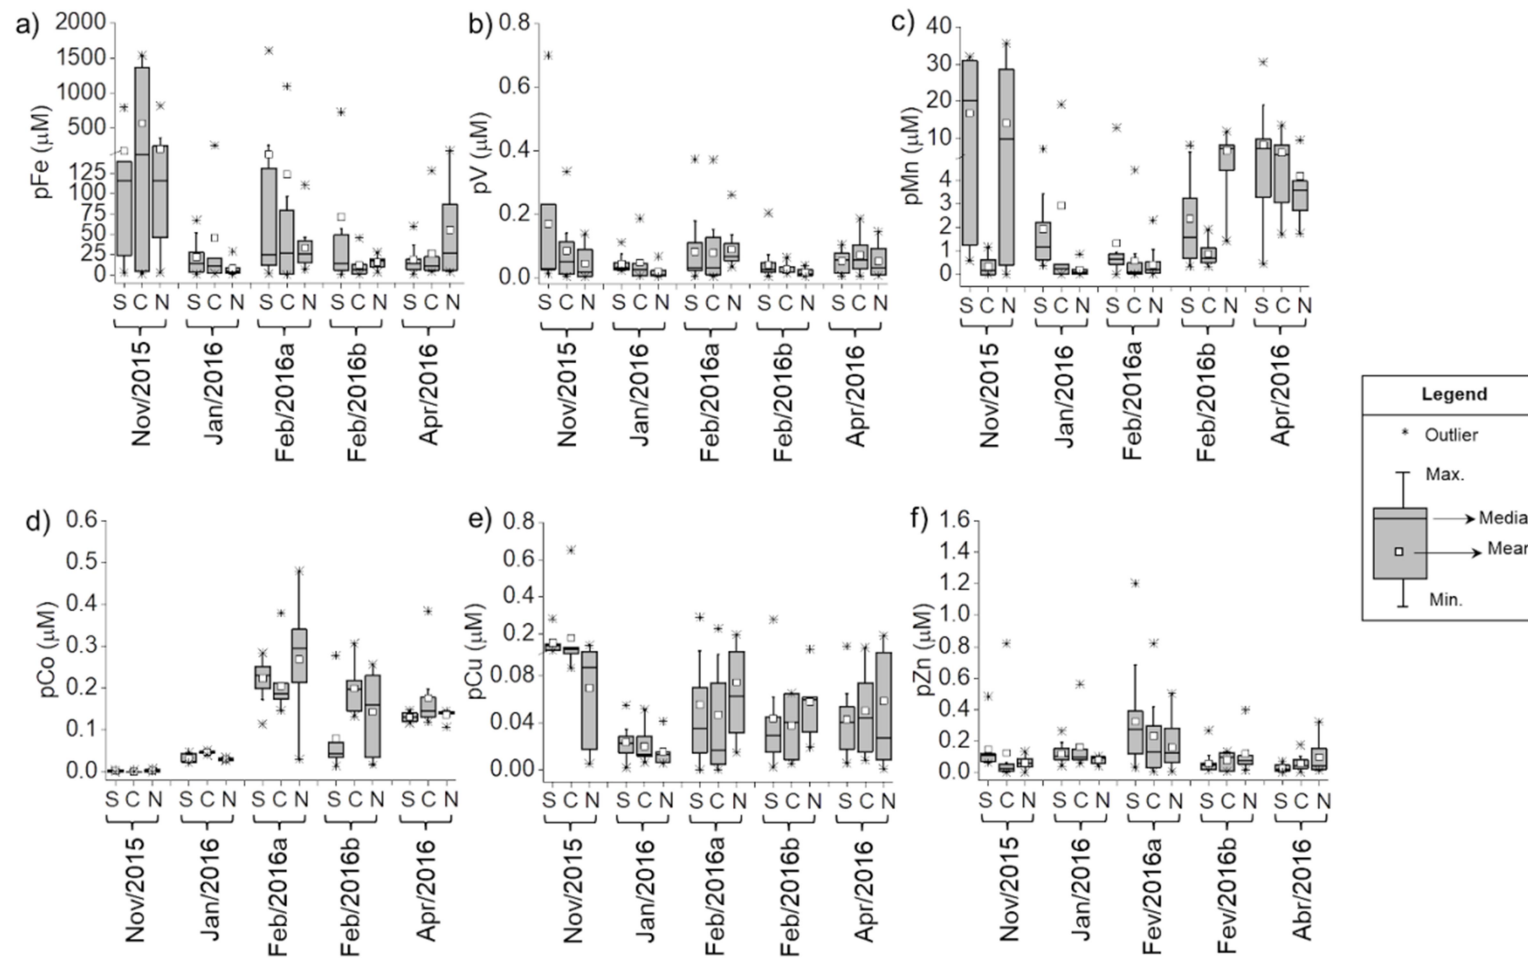 a)
pFe (µM)
2000
1500
1000
500
125
100
75
50
25
0
S C N S C N S C N S C N S C N
Nov/2015
Jan/2016
Feb/2016a
Feb/2016b
Apr/2016
b)
pV (µM)
0.8
0.6
0.4
0.2
0.0
S C N S C N S C N S C N S C N
Nov/2015
Jan/2016
Feb/2016a
Feb/2016b
Apr/2016
c)
pMn (µM)
40
30
20
10
4
3
2
1
0
S C N S C N S C N S C N S C N
Nov/2015
Jan/2016
Feb/2016a
Feb/2016b
Apr/2016
Legend
* Outlier
Max.
Media
Mear
Min.
d)
pCo (µM)
0.6
0.5
0.4
0.3
0.2
0.1
0.0
S C N S C N S C N S C N S C N
Nov/2015
Jan/2016
Feb/2016a
Feb/2016b
Apr/2016
e)
pCu (µM)
0.8
0.6
0.4
0.2
0.08
0.04
0.00
S C N S C N S C N S C N S C N
Nov/2015
Jan/2016
Feb/2016a
Feb/2016b
Apr/2016
f)
pZn (µM)
1.6
1.4
1.2
1.0
0.8
0.6
0.4
0.2
0.0
S C N S C N S C N S C N S C N
Nov/2015
Jan/2016
Fev/2016a
Fev/2016b
Abr/2016